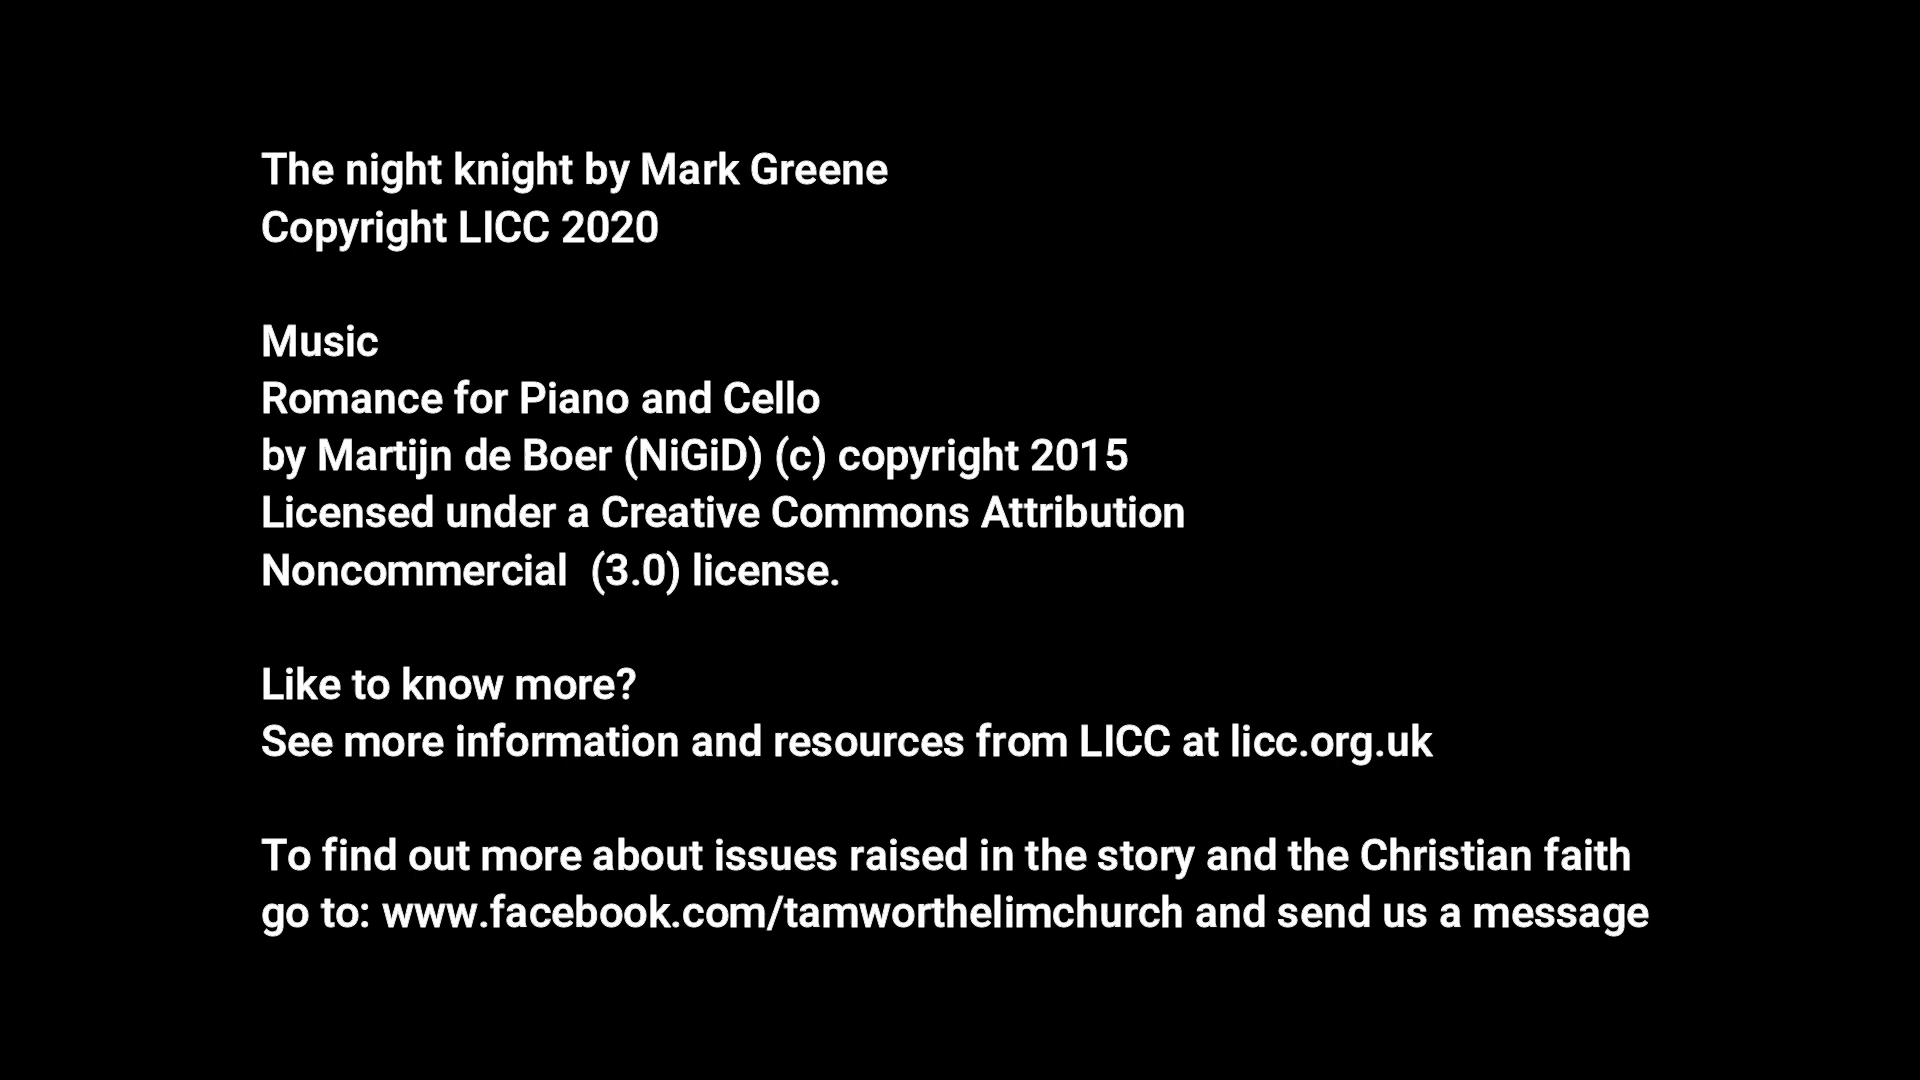 The night knight by Mark Greene
Copyright LICC 2020
Music
Romance for Piano and Cello
by Martijn de Boer (NiGiD) (c) copyright 2015
Licensed under a Creative Commons Attribution
Noncommercial  (3.0) license.
Like to know more?
See more information and resources from LICC at licc.org.uk
To find out more about issues raised in the story and the Christian faith
go to: www.facebook.com/tamworthelimchurch and send us a message